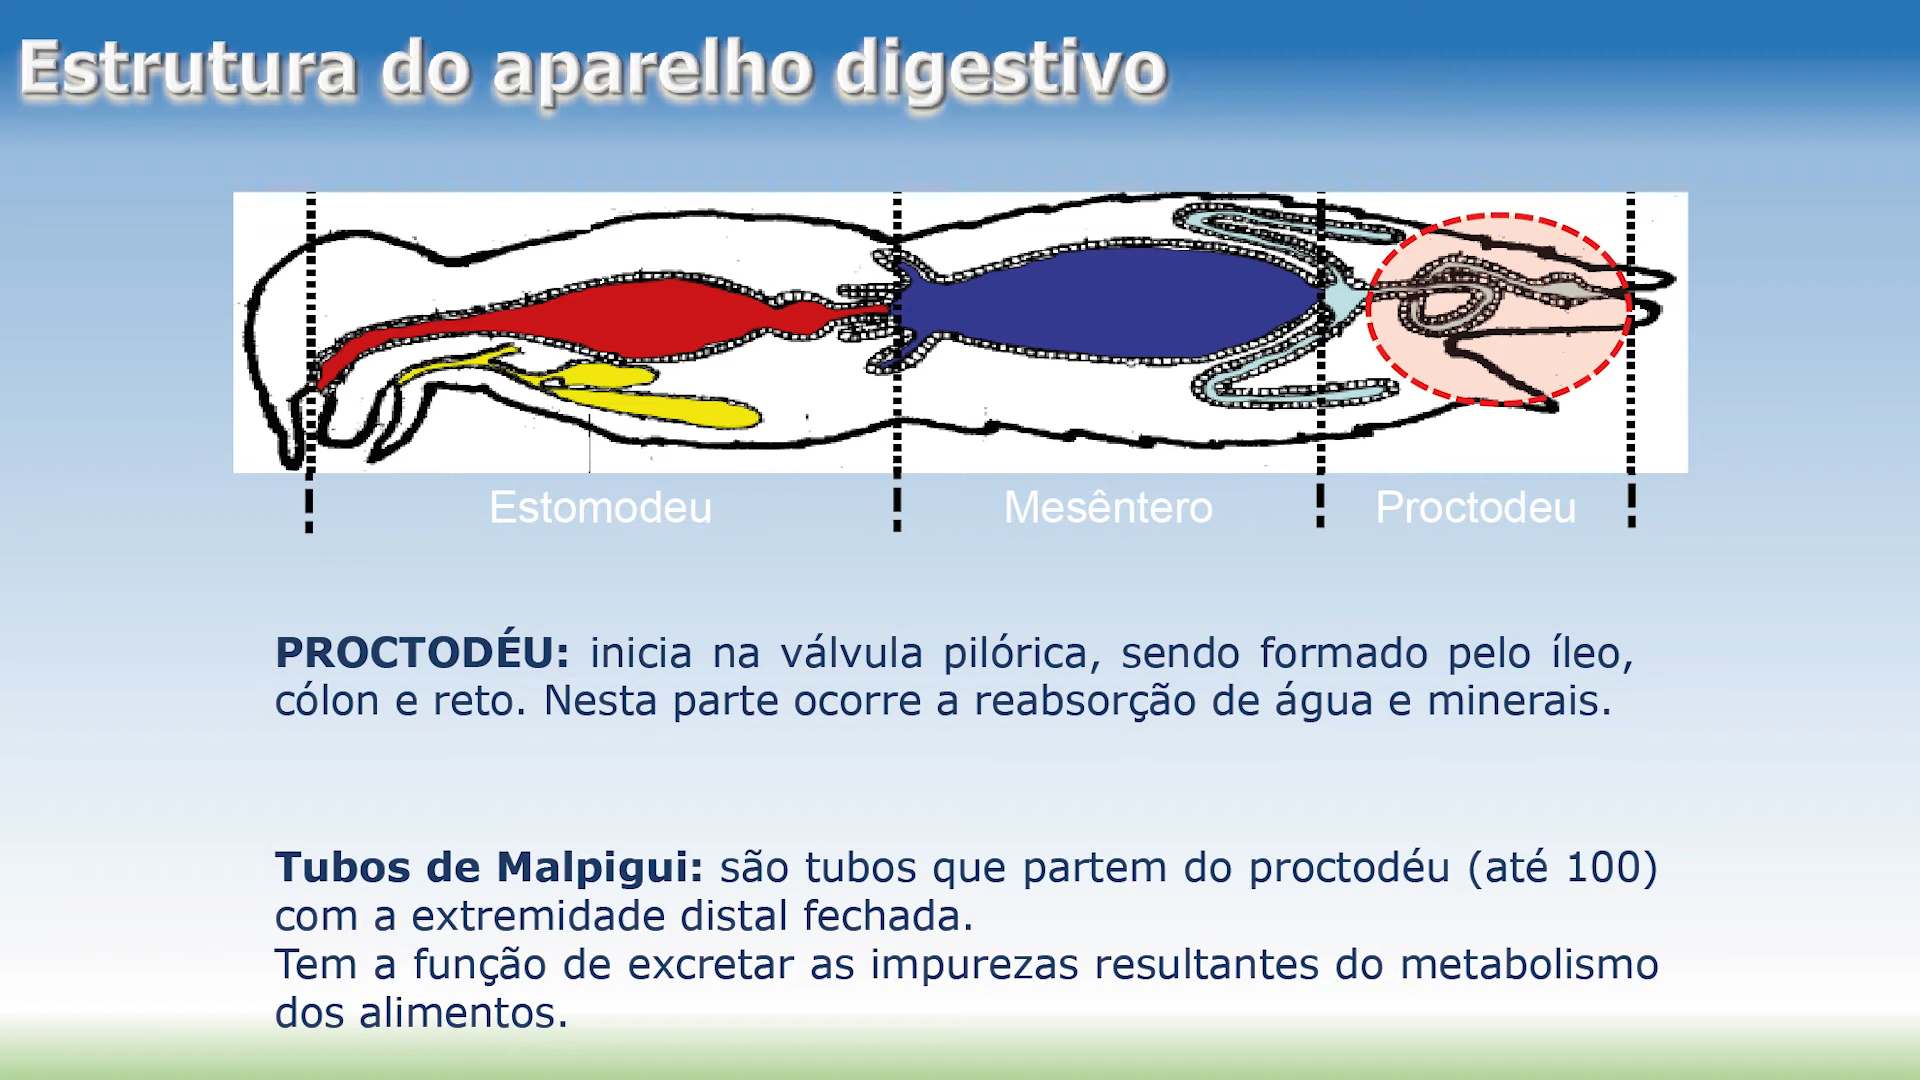 Estrutura do aparelho digestivo
Estomodeu
Mesêntero
Proctodeu
PROCTODÉU: inicia na válvula pilórica, sendo formado pelo íleo,
cólon e reto. Nesta parte ocorre a reabsorção de água e minerais.
Tubos de Malpigui: são tubos que partem do proctodéu (até 100)
com a extremidade distal fechada.
Tem a função de excretar as impurezas resultantes do metabolismo
dos alimentos.